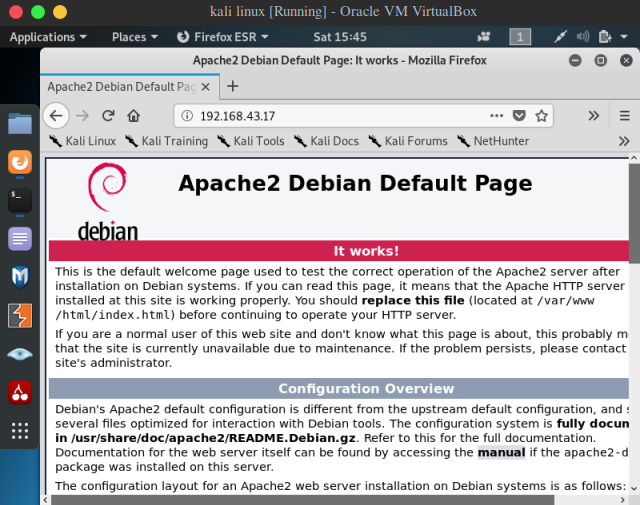 kali linux [Running] - Oracle VM VirtualBox
Applications Places Firefox ESR Sat 15:45 1
Apache2 Debian Default Page: It works - Mozilla Firefox
Apache2 Debian Default Pag
192.168.43.17
Kali Linux Kali Training Kali Tools Kali Docs Kali Forums NetHunter
debian
Apache2 Debian Default Page
It works!
This is the default welcome page used to test the correct operation of the Apache2 server after
installation on Debian systems. If you can read this page, it means that the Apache HTTP server
installed at this site is working properly. You should replace this file (located at /var/www
/html/index.html) before continuing to operate your HTTP server.
If you are a normal user of this web site and don't know what this page is about, this probably m
that the site is currently unavailable due to maintenance. If the problem persists, please contact
site's administrator.
Configuration Overview
Debian's Apache2 default configuration is different from the upstream default configuration, and s
several files optimized for interaction with Debian tools. The configuration system is fully docum
in /usr/share/doc/apache2/README.Debian.gz. Refer to this for the full documentation.
Documentation for the web server itself can be found by accessing the manual if the apache2-d
package was installed on this server.
The configuration layout for an Apache2 web server installation on Debian systems is as follows: